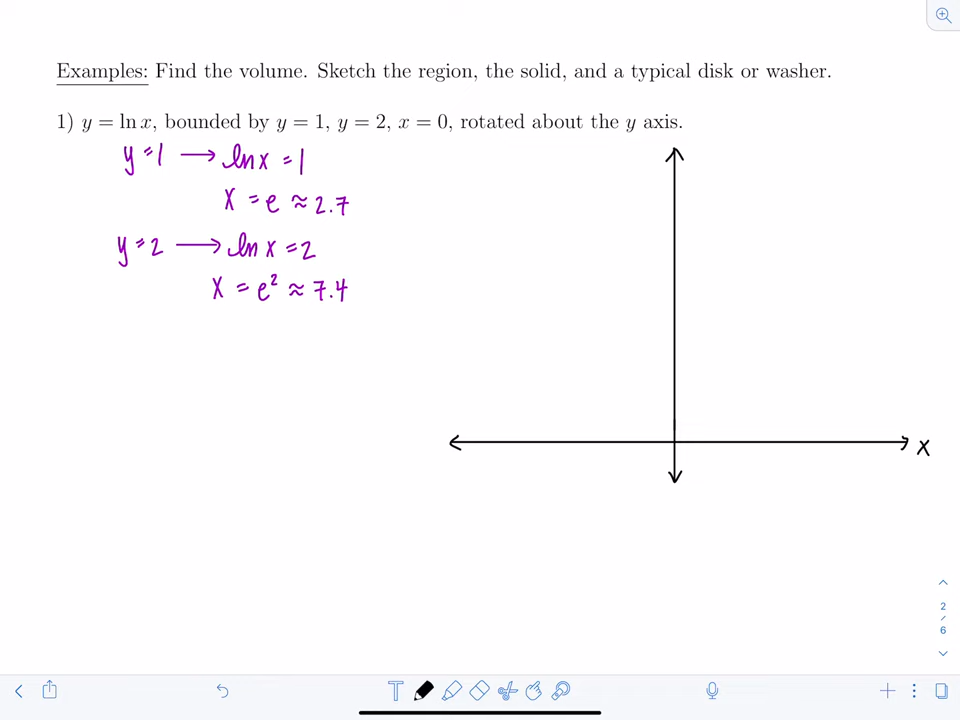 Examples: Find the volume. Sketch the region, the solid, and a typical disk or washer.
1) y = ln x, bounded by y = 1, y = 2, x = 0, rotated about the y axis.
y = 1 → ln x = 1
x = e ≈ 2.7
y = 2 → ln x = 2
x = e² ≈ 7.4
x
2
/
6
T